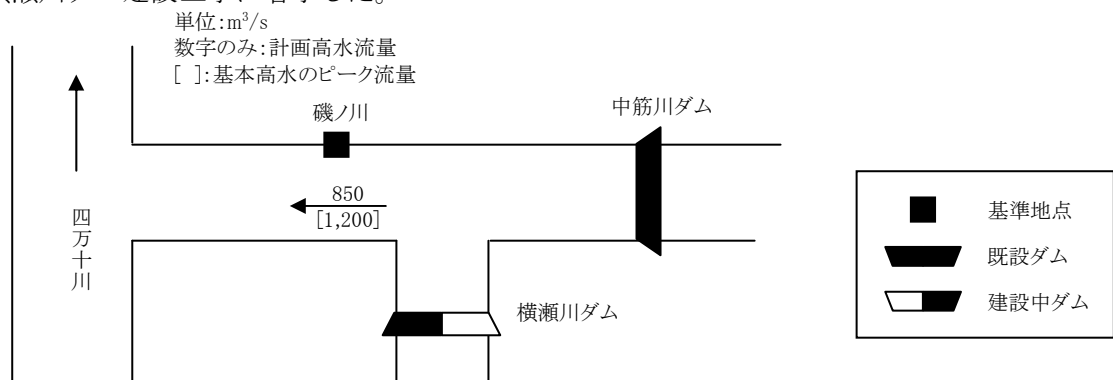 単位:m³/s
数字のみ:計画高水流量
[ ]:基本高水のピーク流量
磯ノ川
中筋川ダム
850
[1,200]
四万十川
横瀬川ダム
基準地点
既設ダム
建設中ダム